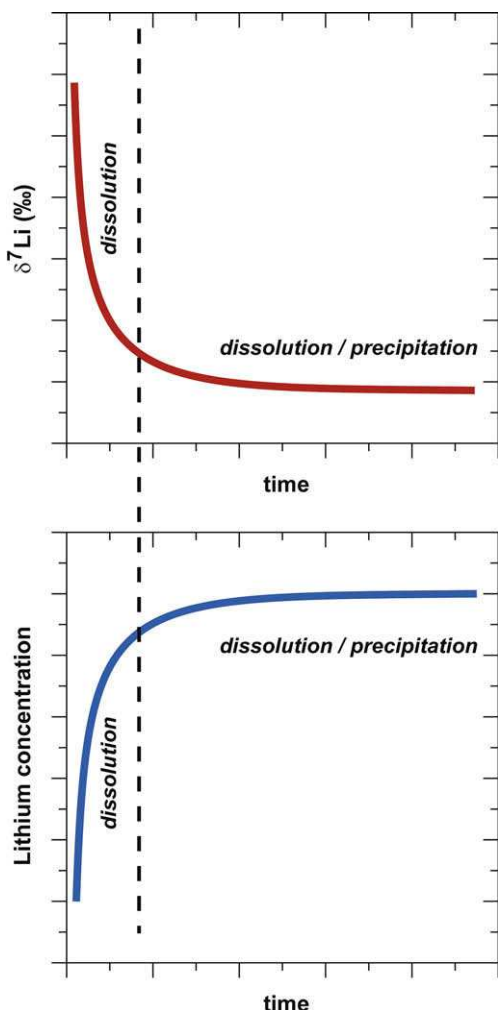 δ⁷Li (‰)
dissolution
dissolution / precipitation
time
Lithium concentration
dissolution
dissolution / precipitation
time